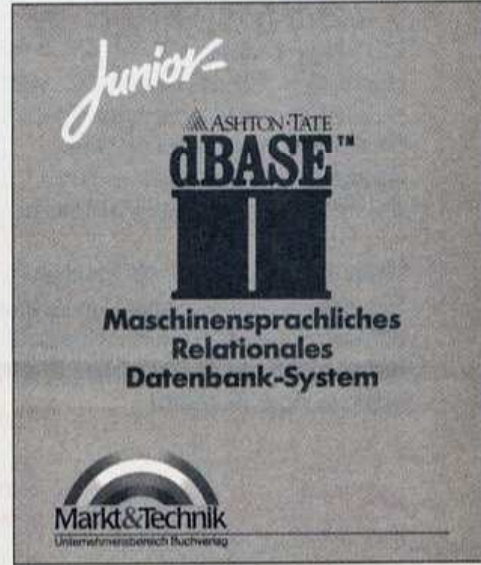 Junior
ASHTON·TATE
dBASE™
II
Maschinensprachliches
Relationales
Datenbank-System
Markt&Technik
Unternehmensbereich Buchverlag